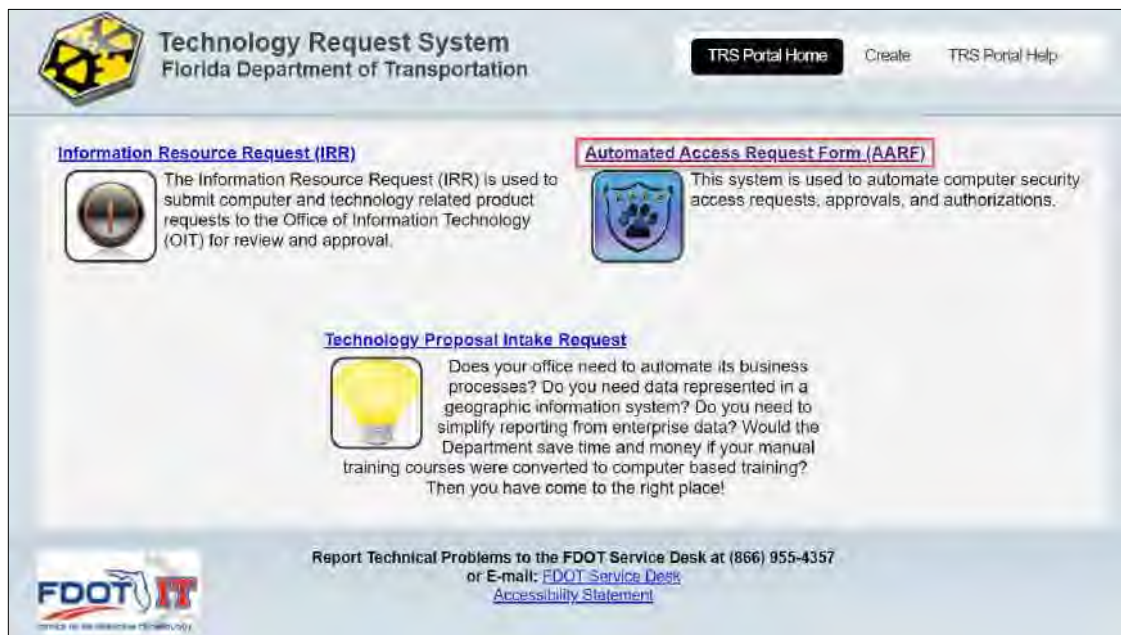 Technology Request System
Florida Department of Transportation
TRS Portal Home
Create
TRS Portal Help
Information Resource Request (IRR)
The Information Resource Request (IRR) is used to
submit computer and technology related product
requests to the Office of Information Technology
(OIT) for review and approval.
Automated Access Request Form (AARF)
This system is used to automate computer security
access requests, approvals, and authorizations.
Technology Proposal Intake Request
Does your office need to automate its business
processes? Do you need data represented in a
geographic information system? Do you need to
simplify reporting from enterprise data? Would the
Department save time and money if your manual
training courses were converted to computer based training?
Then you have come to the right place!
Report Technical Problems to the FDOT Service Desk at (866) 955-4357
or E-mail: FDOT Service Desk
Accessibility Statement
FDOT IT
OFFICE OF INFORMATION TECHNOLOGY